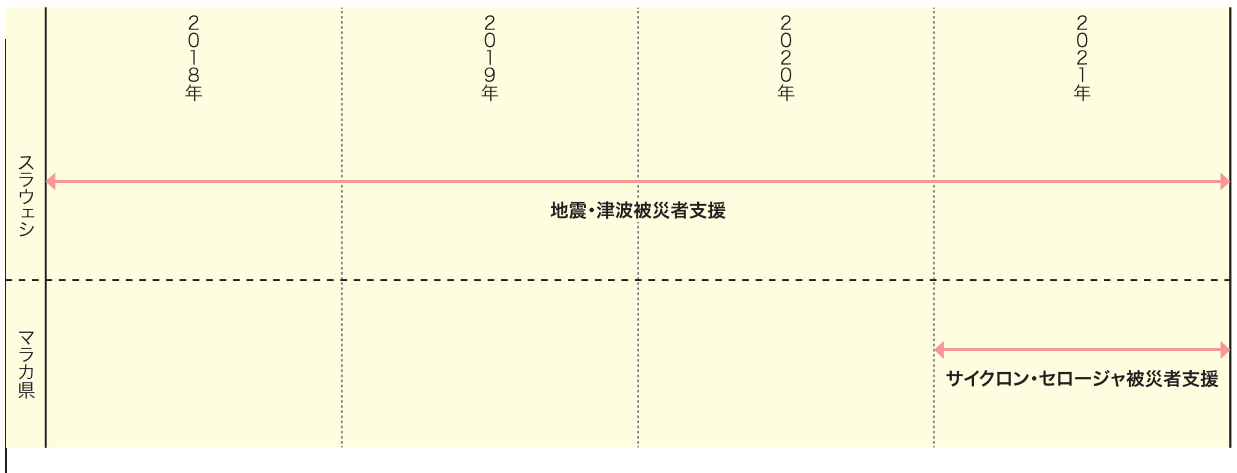 2018年
2019年
2020年
2021年
スラウェシ
地震・津波被災者支援
マラカ県
サイクロン・セロージャ被災者支援